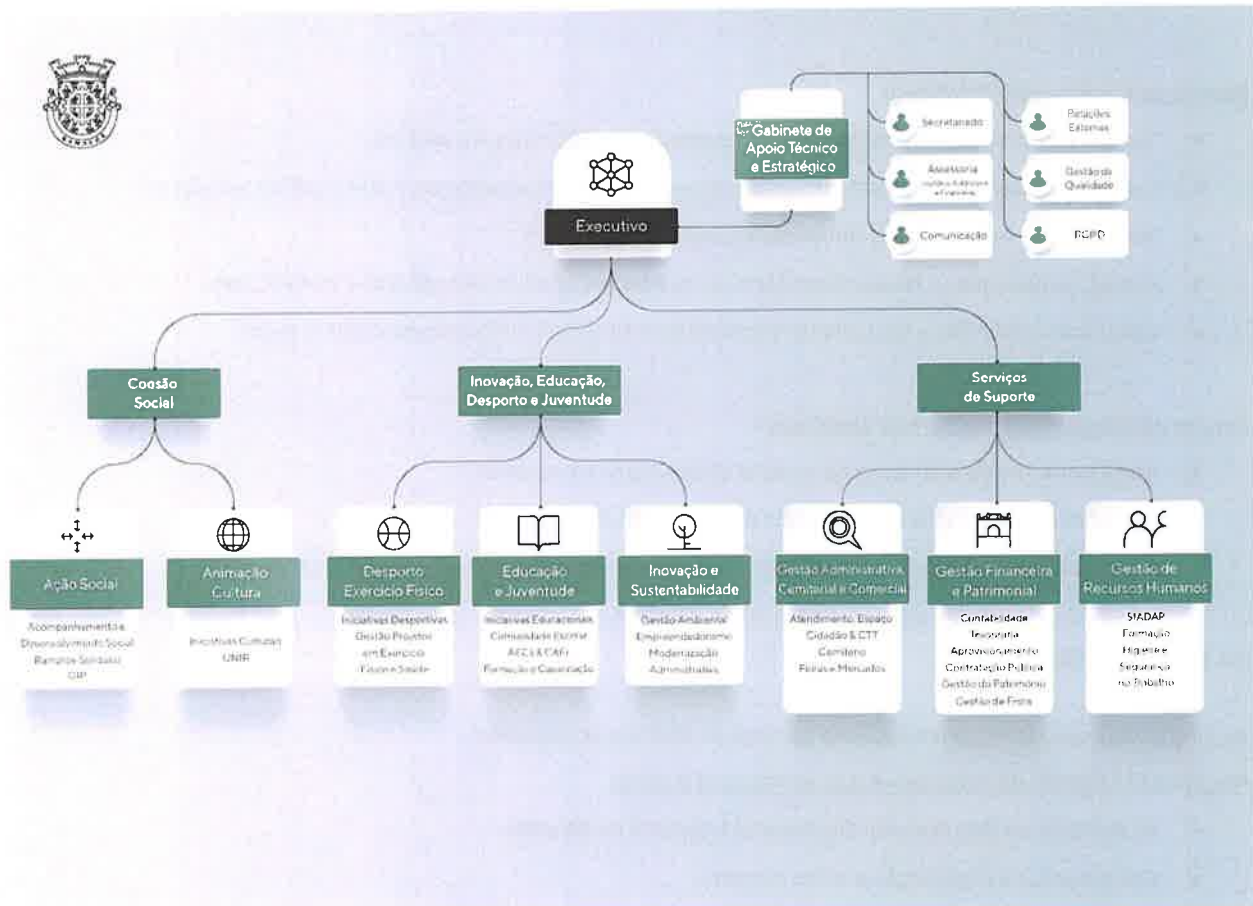 Gabinete de
Apoio Técnico
e Estratégico
Secretariado
Relações
Externas
Assessoria
Gestão da
Qualidade
Comunicação
RGPD
Executivo
Coesão
Social
Inovação, Educação,
Desporto e Juventude
Serviços
de Suporte
Ação Social
Acompanhamento e
Desenvolvimento Social
GIP
Animação
Cultura
Iniciativas Culturais
UNIR
Desporto
Exercício Físico
Iniciativas Desportivas
Gestão Projetos
em Exercício
Físico e Saúde
Educação
e Juventude
Iniciativas Educacionais
Comunidade Escolar
Formação e Capacitação
Inovação e
Sustentabilidade
Gestão Ambiental
Empreendedorismo
Modernização
Administrativa
Gestão Administrativa,
Cemiterial e Comercial
Atendimento Espaço
Cidadão & CTT
Cemitério
Feiras e Mercados
Gestão Financeira
e Patrimonial
Contabilidade
Tesouraria
Aprovisionamento
Contratação Pública
Gestão do Património
Gestão de Frota
Gestão de
Recursos Humanos
SIADAP
Formação
Higiene e
Segurança
no Trabalho